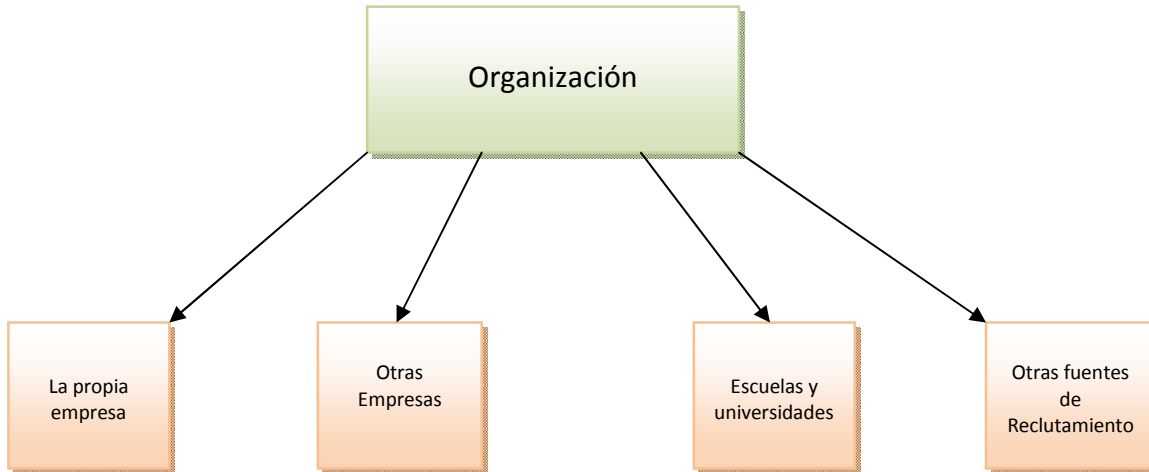 Organización
La propia
empresa
Otras
Empresas
Escuelas y
universidades
Otras fuentes
de
Reclutamiento